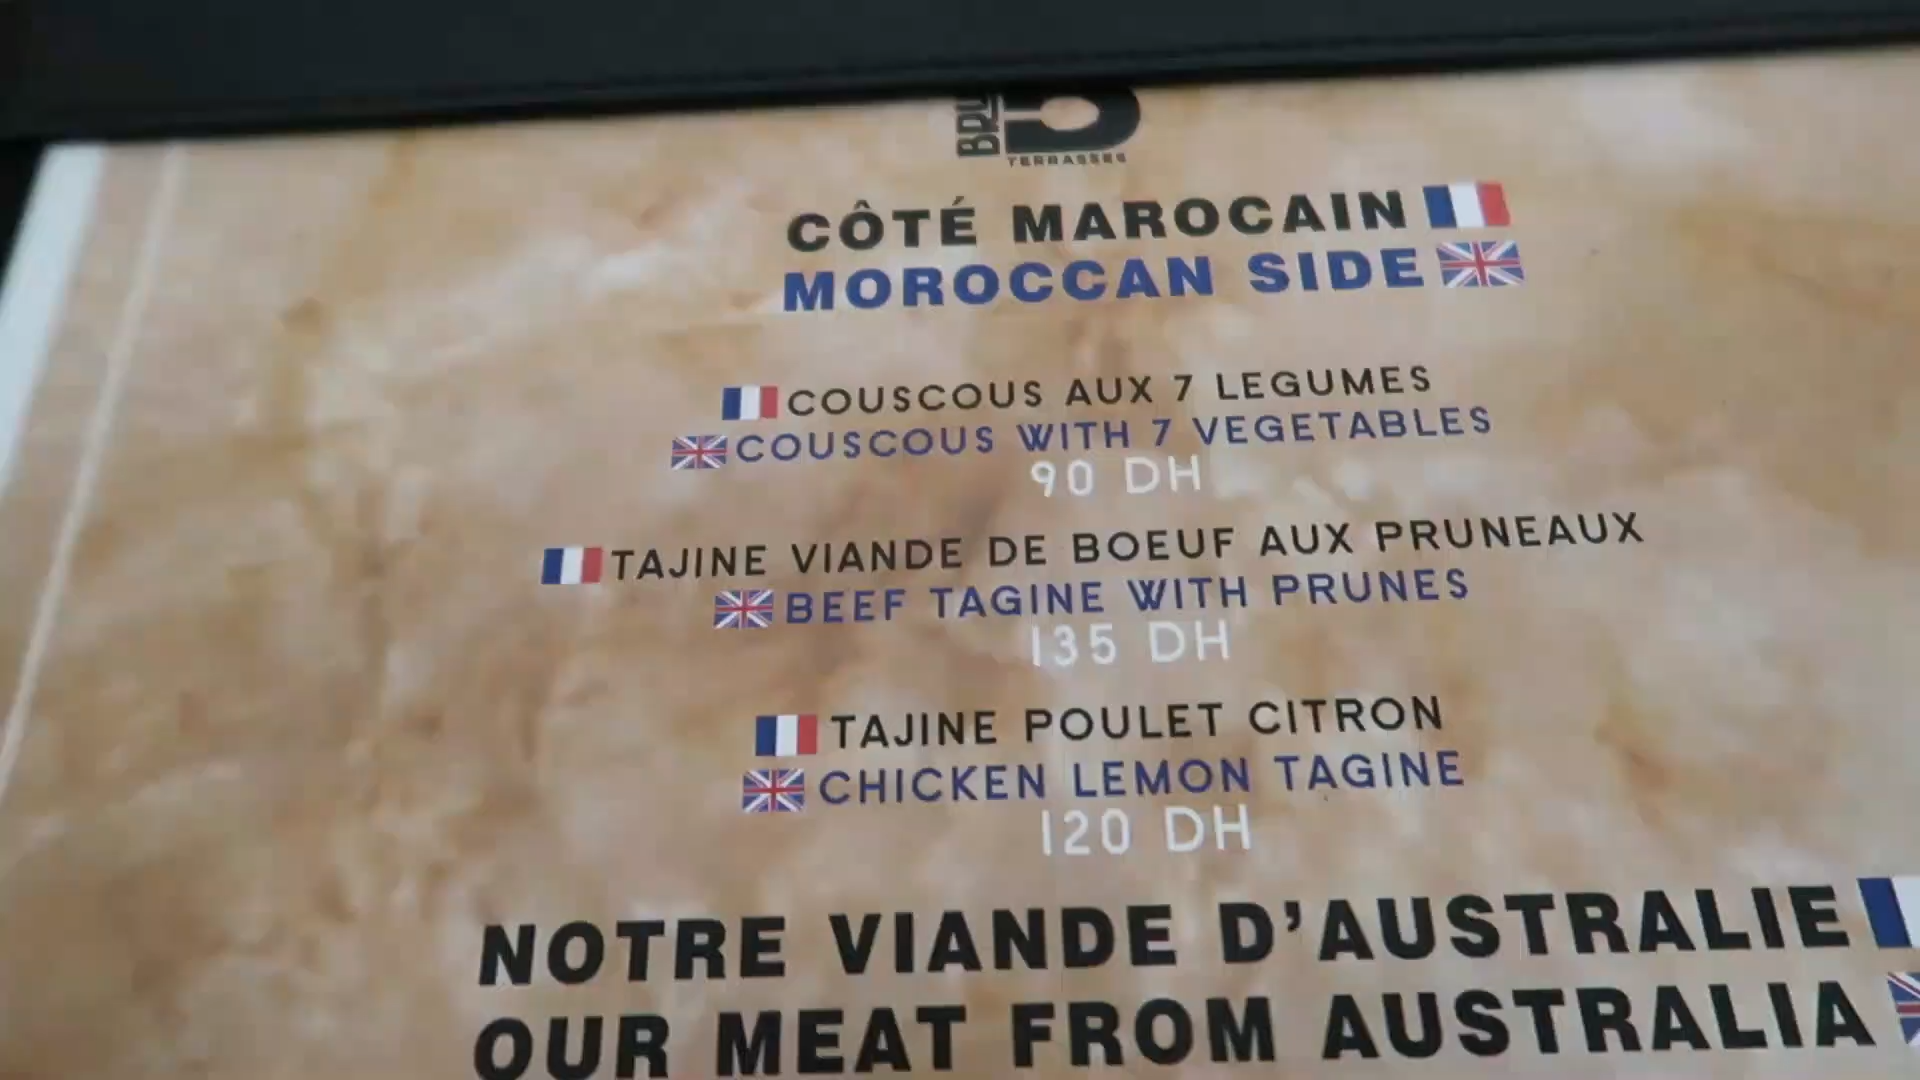 TERRASSES
CÔTÉ MAROCAIN
MOROCCAN SIDE
COUSCOUS AUX 7 LEGUMES
COUSCOUS WITH 7 VEGETABLES
90 DH
TAJINE VIANDE DE BOEUF AUX PRUNEAUX
BEEF TAGINE WITH PRUNES
135 DH
TAJINE POULET CITRON
CHICKEN LEMON TAGINE
120 DH
NOTRE VIANDE D'AUSTRALIE
OUR MEAT FROM AUSTRALIA